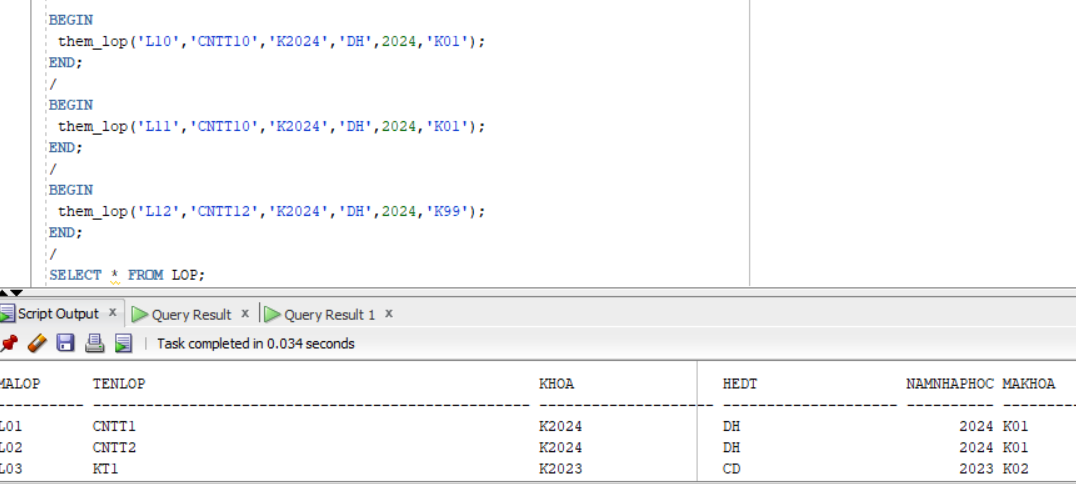 BEGIN
them_lop('L10','CNTT10','K2024','DH',2024,'K01');
END;
/
BEGIN
them_lop('L11','CNTT10','K2024','DH',2024,'K01');
END;
/
BEGIN
them_lop('L12','CNTT12','K2024','DH',2024,'K99');
END;
/
SELECT * FROM LOP;
Script Output x Query Result x Query Result 1 x
Task completed in 0.034 seconds
MALOP TENLOP KHOA HEDT NAMNHAPHOC MAKHOA
L01 CNTT1 K2024 DH 2024 K01
L02 CNTT2 K2024 DH 2024 K01
L03 KT1 K2023 CD 2023 K02